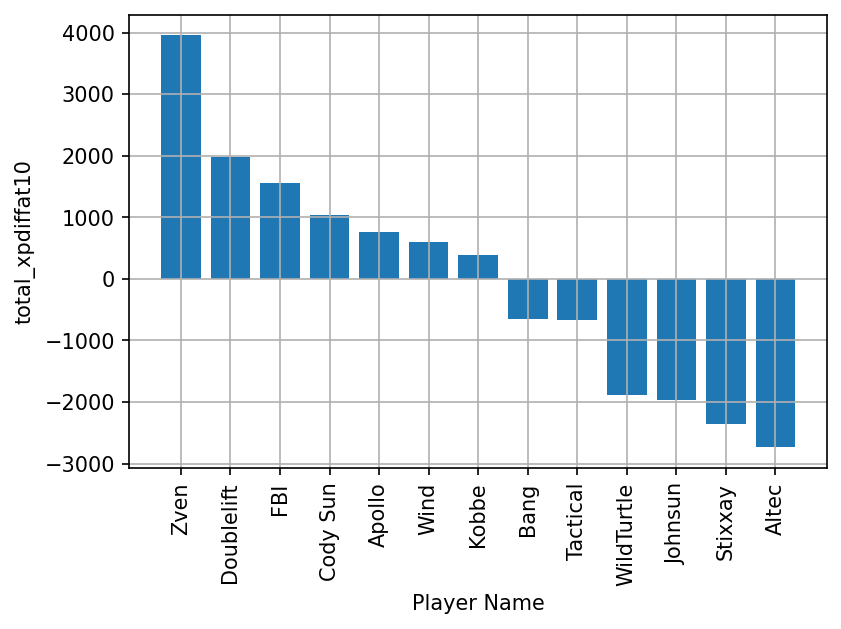 4000
3000
2000
1000
0
−1000
−2000
−3000
total_xpdiffat10
Zven
Doublelift
FBI
Cody Sun
Apollo
Wind
Kobbe
Bang
Tactical
WildTurtle
Johnsun
Stixxay
Altec
Player Name